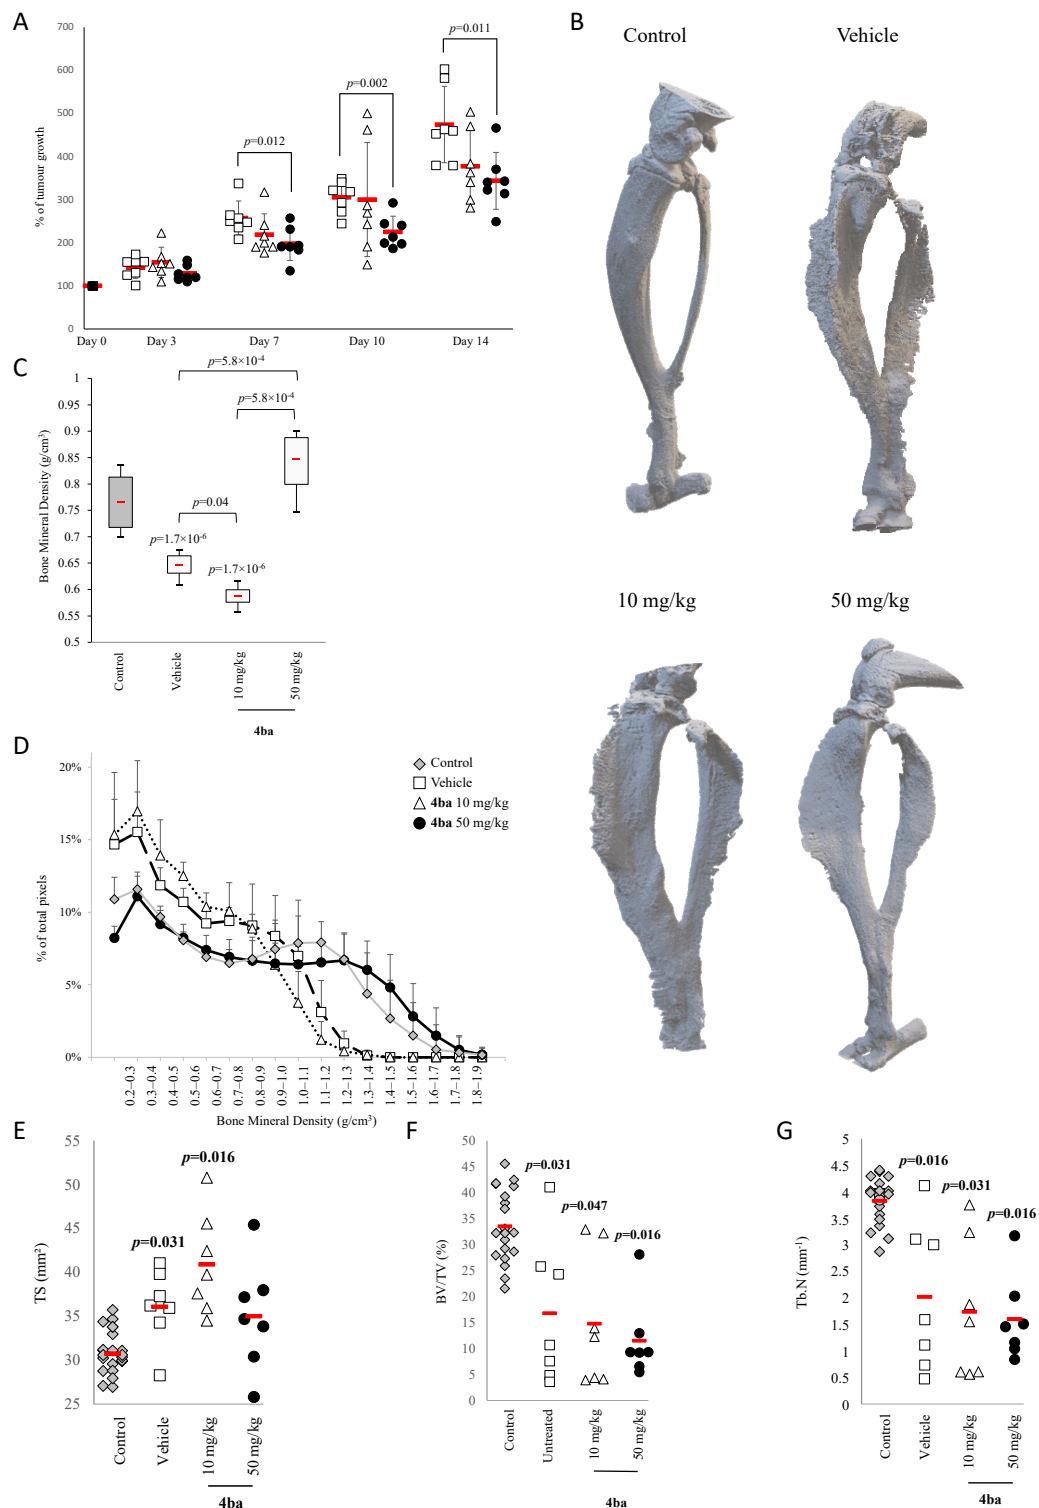 A
700
600
500
400
300
200
100
0
% of tumour growth
p=0.012
p=0.002
p=0.011
Day 0
Day 3
Day 7
Day 10
Day 14
B
Control
Vehicle
10 mg/kg
50 mg/kg
C
1
0.95
0.9
0.85
0.8
0.75
0.7
0.65
0.6
0.55
0.5
Bone Mineral Density (g/cm³)
p=5.8×10⁻⁴
p=5.8×10⁻⁴
p=0.04
p=1.7×10⁻⁶
p=1.7×10⁻⁶
Control
Vehicle
10 mg/kg
50 mg/kg
4ba
D
20%
15%
10%
5%
0%
% of total pixels
Control
Vehicle
4ba 10 mg/kg
4ba 50 mg/kg
0.2–0.3
0.3–0.4
0.4–0.5
0.5–0.6
0.6–0.7
0.7–0.8
0.8–0.9
0.9–1.0
1.0–1.1
1.1–1.2
1.2–1.3
1.3–1.4
1.4–1.5
1.5–1.6
1.6–1.7
1.7–1.8
1.8–1.9
Bone Mineral Density (g/cm³)
E
55
50
45
40
35
30
25
TS (mm²)
p=0.031
p=0.016
Control
Vehicle
10 mg/kg
50 mg/kg
4ba
F
50
45
40
35
30
25
20
15
10
5
0
BV/TV (%)
p=0.031
p=0.047
p=0.016
Control
Untreated
10 mg/kg
50 mg/kg
4ba
G
5
4.5
4
3.5
3
2.5
2
1.5
1
0.5
0
Tb.N (mm⁻¹)
p=0.016
p=0.031
p=0.016
Control
Vehicle
10 mg/kg
50 mg/kg
4ba